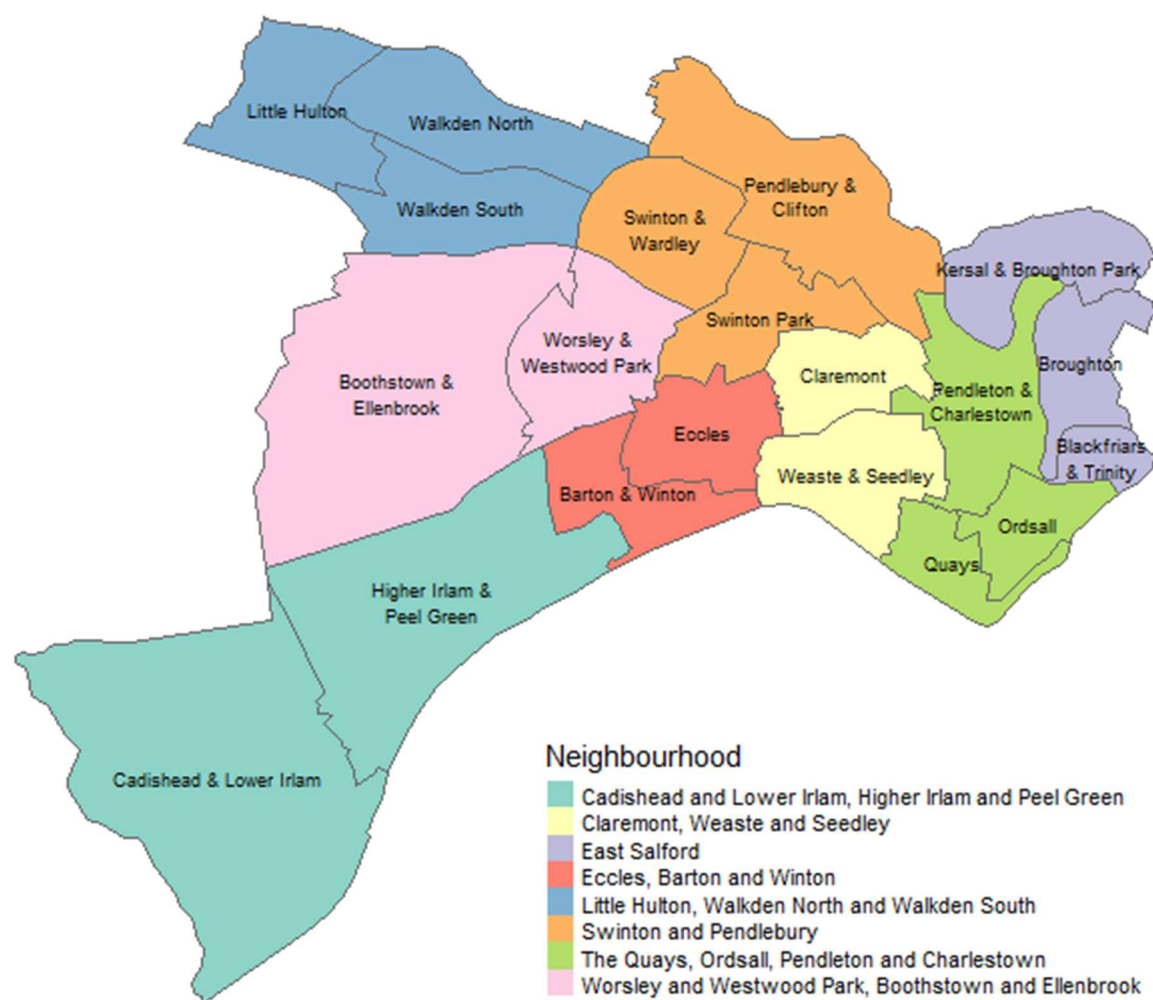 Little Hulton
Walkden North
Walkden South
Swinton &
Wardley
Pendlebury &
Clifton
Kersal & Broughton Park
Swinton Park
Worsley &
Westwood Park
Boothstown &
Ellenbrook
Claremont
Broughton
Pendleton &
Charlestown
Eccles
Blackfriars
& Trinity
Weaste & Seedley
Barton & Winton
Ordsall
Quays
Higher Irlam &
Peel Green
Cadishead & Lower Irlam
Neighbourhood
Cadishead and Lower Irlam, Higher Irlam and Peel Green
Claremont, Weaste and Seedley
East Salford
Eccles, Barton and Winton
Little Hulton, Walkden North and Walkden South
Swinton and Pendlebury
The Quays, Ordsall, Pendleton and Charlestown
Worsley and Westwood Park, Boothstown and Ellenbrook